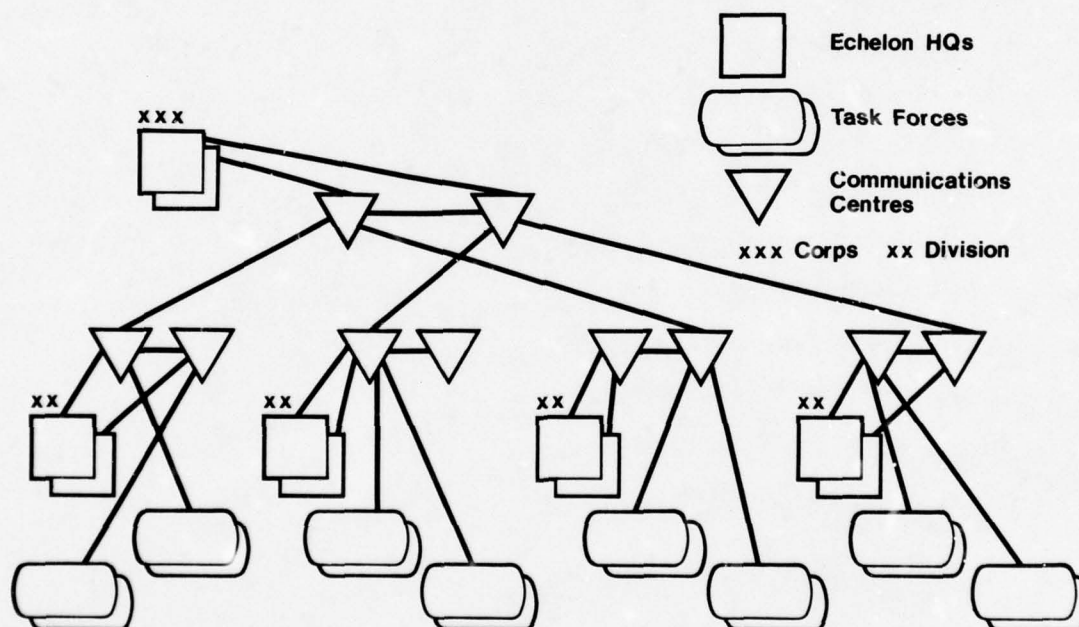 Echelon HQs
xxx
Task Forces
Communications
Centres
xxx Corps xx Division
xx
xx
xx
xx